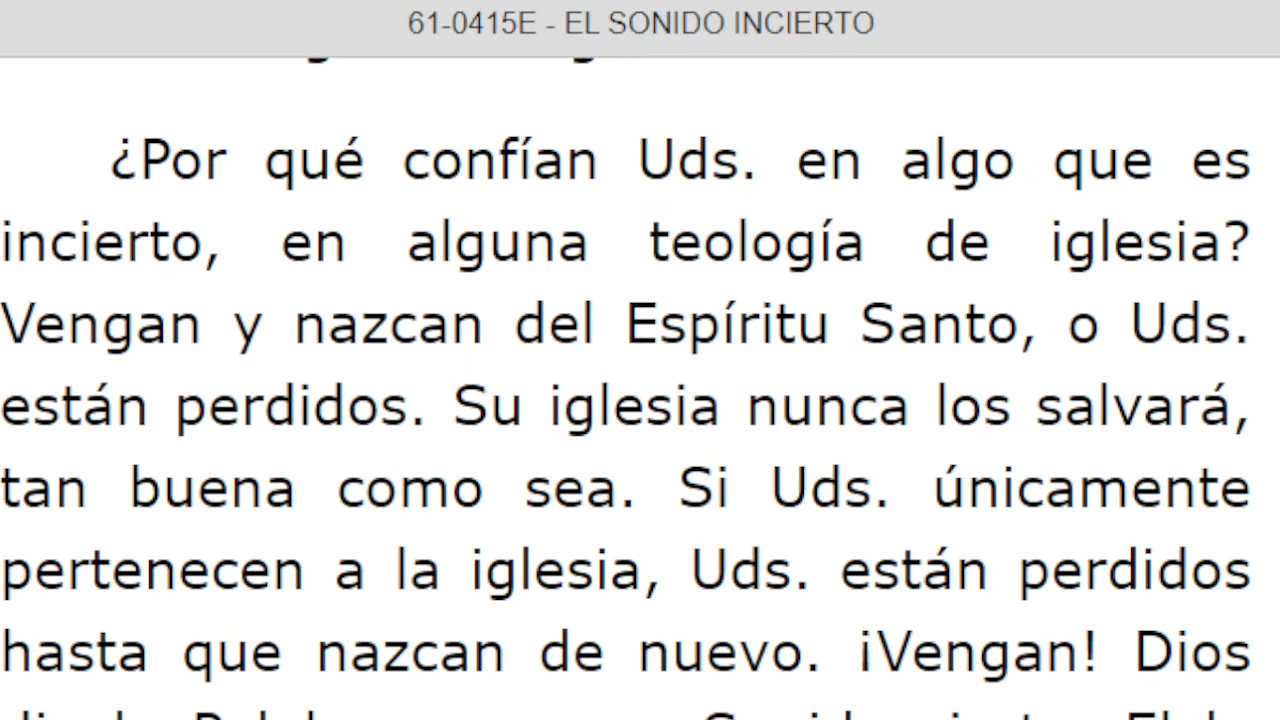 61-0415E - EL SONIDO INCIERTO
¿Por qué confían Uds. en algo que es
incierto, en alguna teología de iglesia?
Vengan y nazcan del Espíritu Santo, o Uds.
están perdidos. Su iglesia nunca los salvará,
tan buena como sea. Si Uds. únicamente
pertenecen a la iglesia, Uds. están perdidos
hasta que nazcan de nuevo. ¡Vengan! Dios